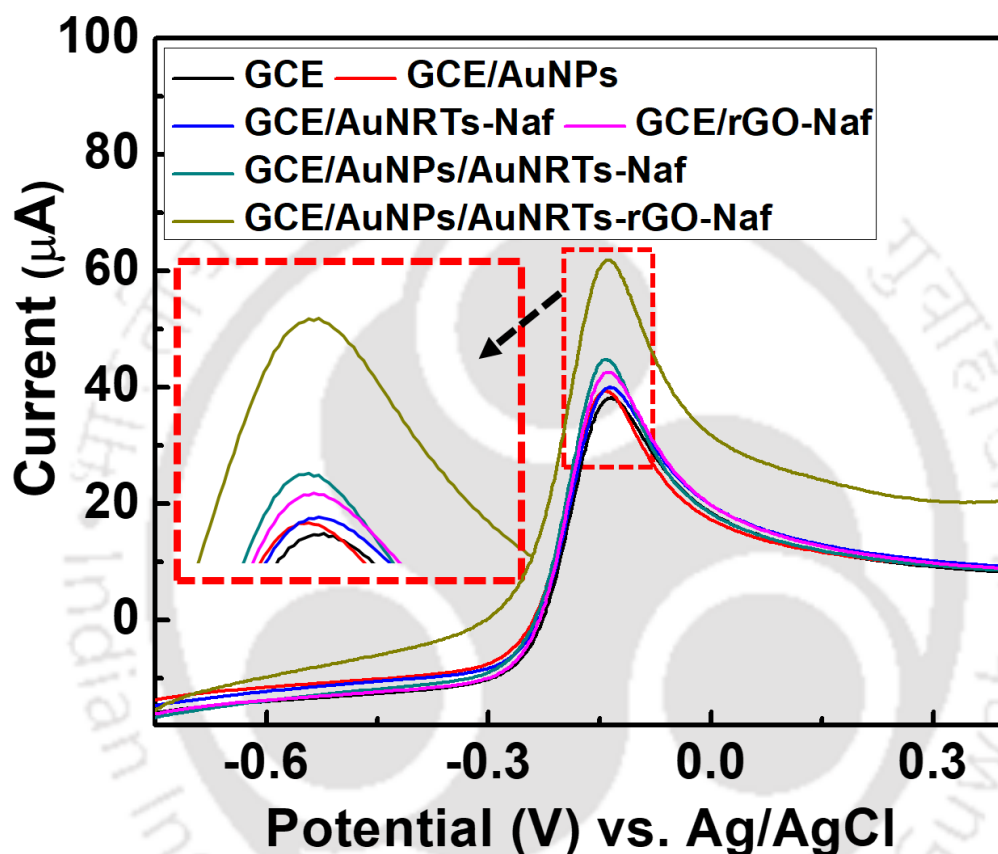 100
80
60
40
20
0
Current (μA)
GCE GCE/AuNPs
GCE/AuNRTs-Naf GCE/rGO-Naf
GCE/AuNPs/AuNRTs-Naf
GCE/AuNPs/AuNRTs-rGO-Naf
-0.6 -0.3 0.0 0.3
Potential (V) vs. Ag/AgCl
Indian In